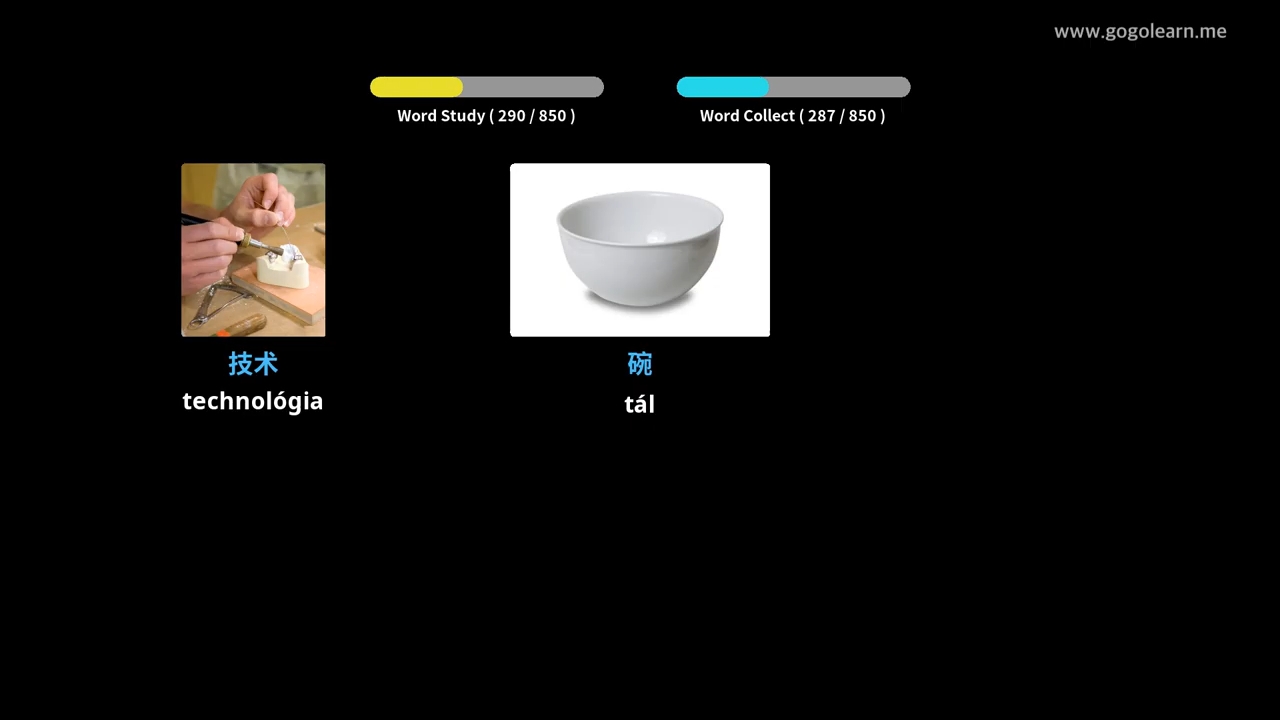 www.gogolearn.me
Word Study ( 290 / 850 )
Word Collect ( 287 / 850 )
技术
technológia
碗
tál